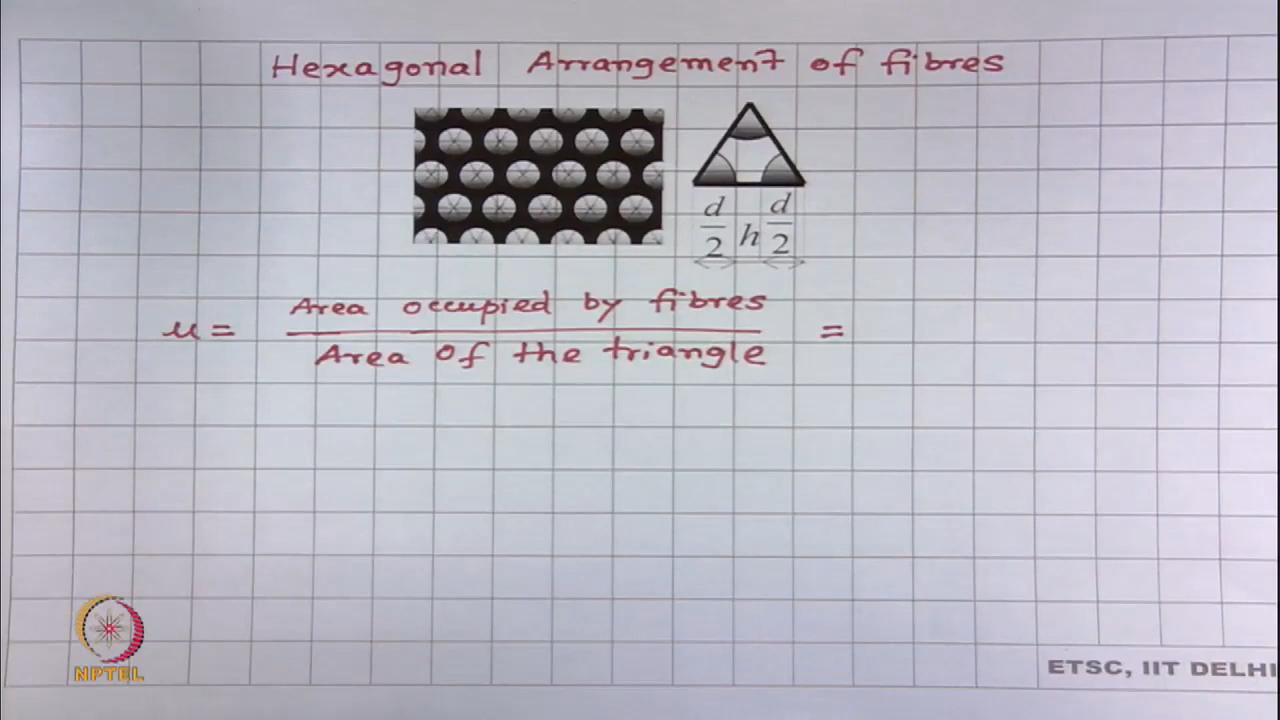 Hexagonal Arrangement of fibres
d/2 h d/2
μ = Area occupied by fibres / Area of the triangle =
NPTEL
ETSC, IIT DELHI